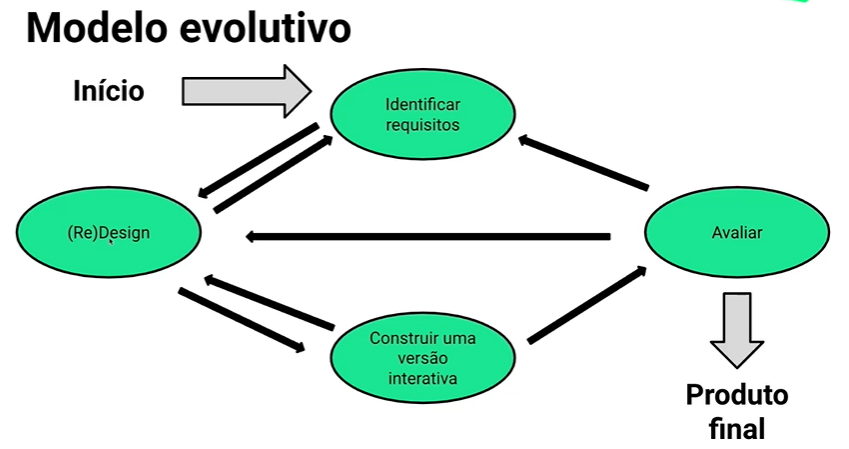 Modelo evolutivo
Início
Identificar
requisitos
(Re)Design
Avaliar
Construir uma
versão
interativa
Produto
final